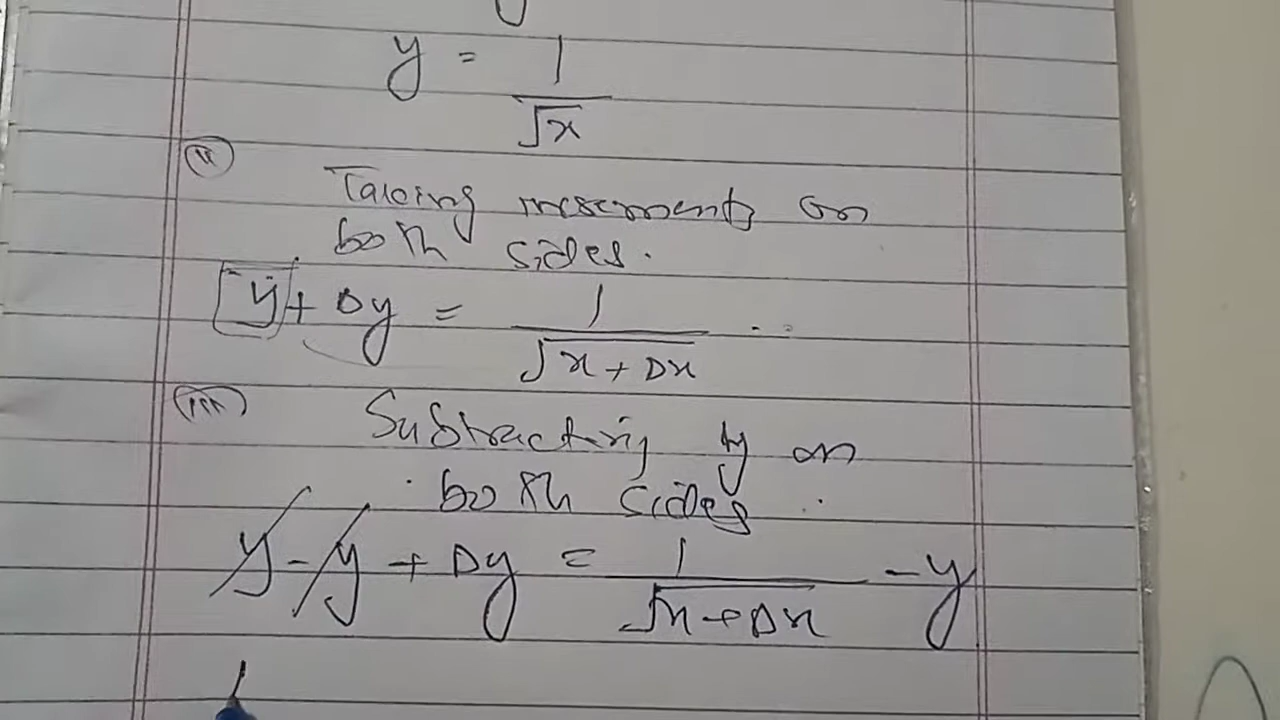 y = 1/√x
(ii)
Taking increments on
both sides.
y + Δy = 1/√x+Δx ..
(iii) Subtracting y on
both sides.
y - y + Δy = 1/√x+Δx - y